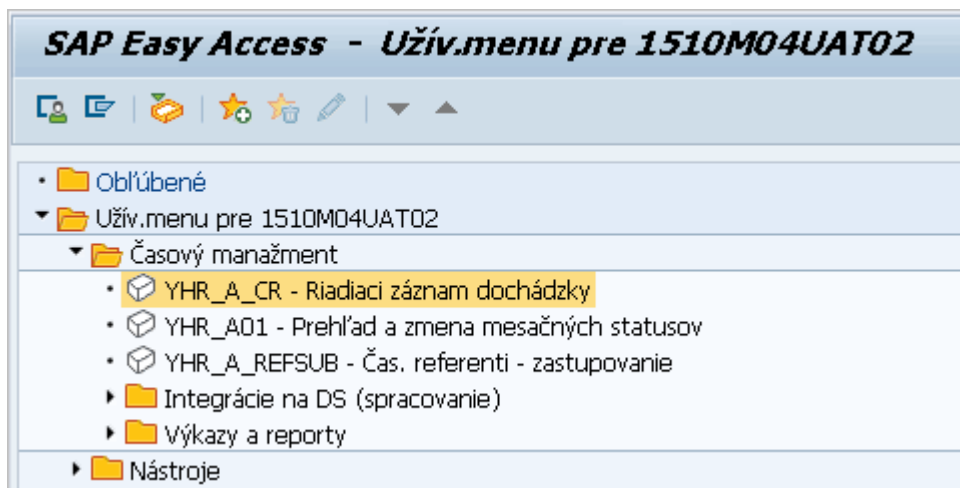 SAP Easy Access - Užív.menu pre 1510M04UAT02
Obľúbené
Užív.menu pre 1510M04UAT02
Časový manažment
YHR_A_CR - Riadiaci záznam dochádzky
YHR_A01 - Prehľad a zmena mesačných statusov
YHR_A_REFSUB - Čas. referenti - zastupovanie
Integrácie na DS (spracovanie)
Výkazy a reporty
Nástroje